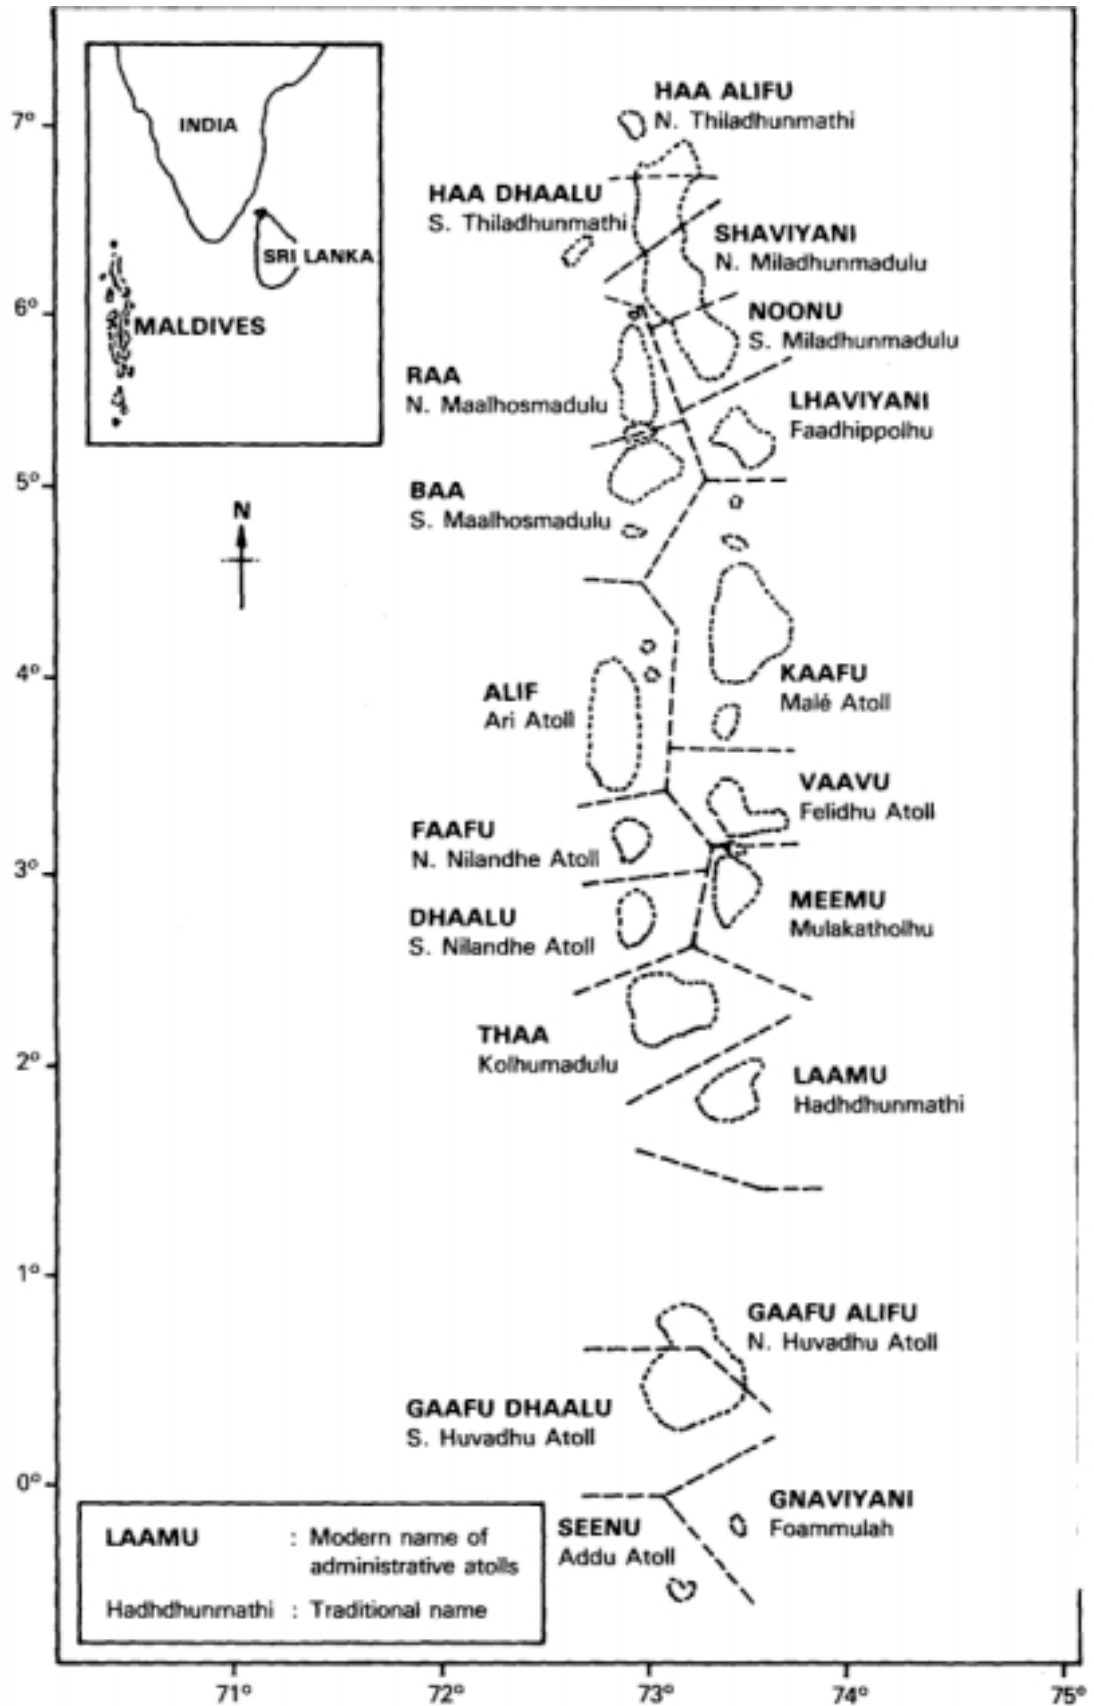 INDIA
SRI LANKA
MALDIVES
N
7°
6°
5°
4°
3°
2°
1°
0°
HAA ALIFU
N. Thiladhunmathi
HAA DHAALU
S. Thiladhunmathi
SHAVIYANI
N. Miladhunmadulu
NOONU
S. Miladhunmadulu
RAA
N. Maalhosmadulu
LHAVIYANI
Faadhippolhu
BAA
S. Maalhosmadulu
KAAFU
Malé Atoll
ALIF
Ari Atoll
VAAVU
Felidhu Atoll
FAAFU
N. Nilandhe Atoll
MEEMU
Mulakatholhu
DHAALU
S. Nilandhe Atoll
THAA
Kolhumadulu
LAAMU
Hadhdhunmathi
GAAFU ALIFU
N. Huvadhu Atoll
GAAFU DHAALU
S. Huvadhu Atoll
GNAVIYANI
Foammulah
SEENU
Addu Atoll
LAAMU : Modern name of
administrative atolls
Hadhdhunmathi : Traditional name
71° 72° 73° 74° 75°